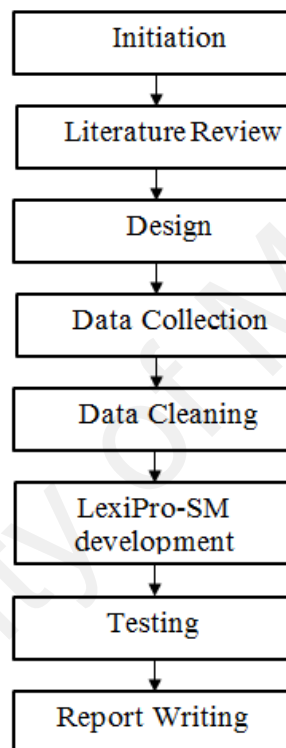 Initiation
Literature Review
Design
Data Collection
Data Cleaning
LexiPro-SM
development
Testing
Report Writing